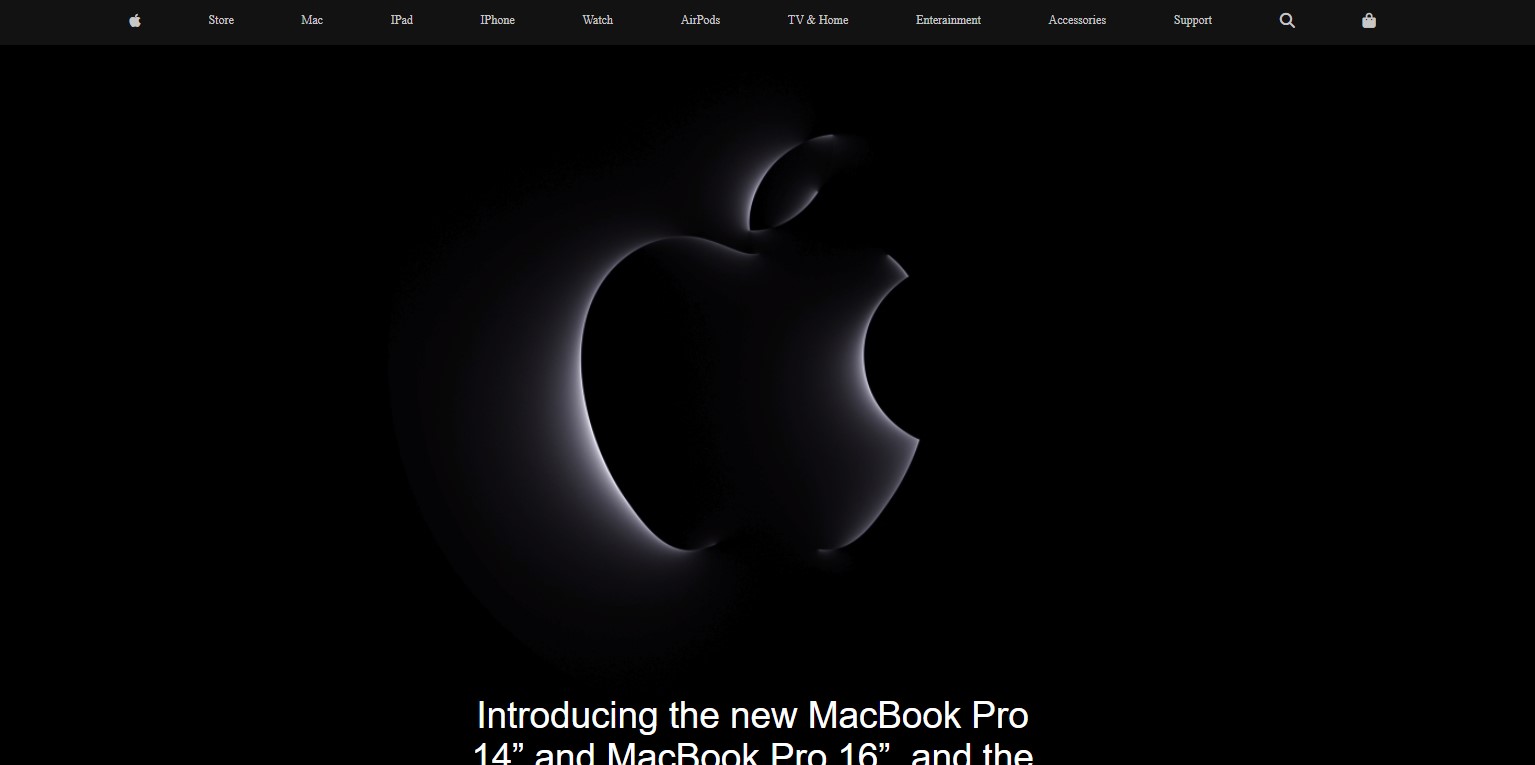 Store Mac IPad IPhone Watch AirPods TV & Home Enterainment Accessories Support
Introducing the new MacBook Pro
14” and MacBook Pro 16”, and the